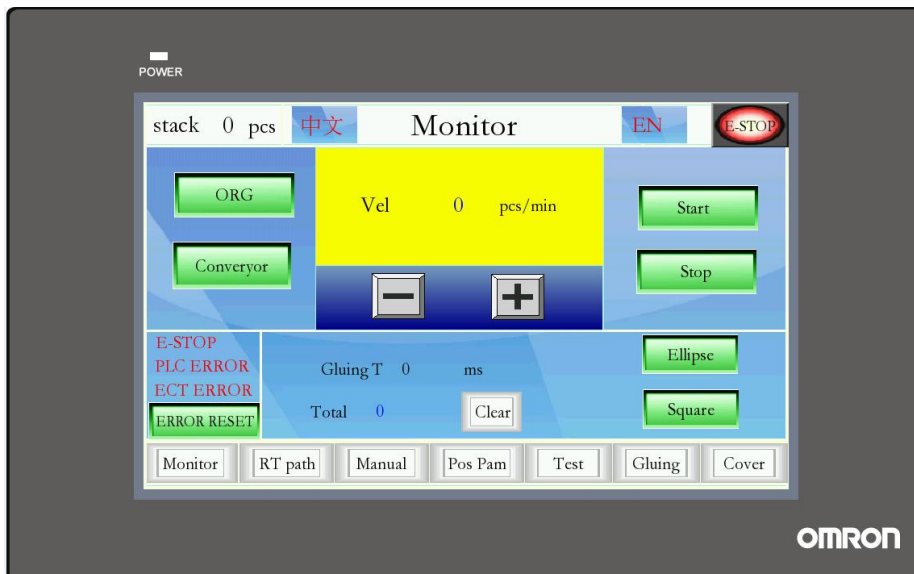 POWER
stack 0 pcs 中文 Monitor EN E-STOP
ORG
Converyor
Vel 0 pcs/min
Start
Stop
E-STOP
PLC ERROR
ECT ERROR
ERROR RESET
Gluing T 0 ms
Total 0 Clear
Ellipse
Square
Monitor RT path Manual Pos Pam Test Gluing Cover
OMRON